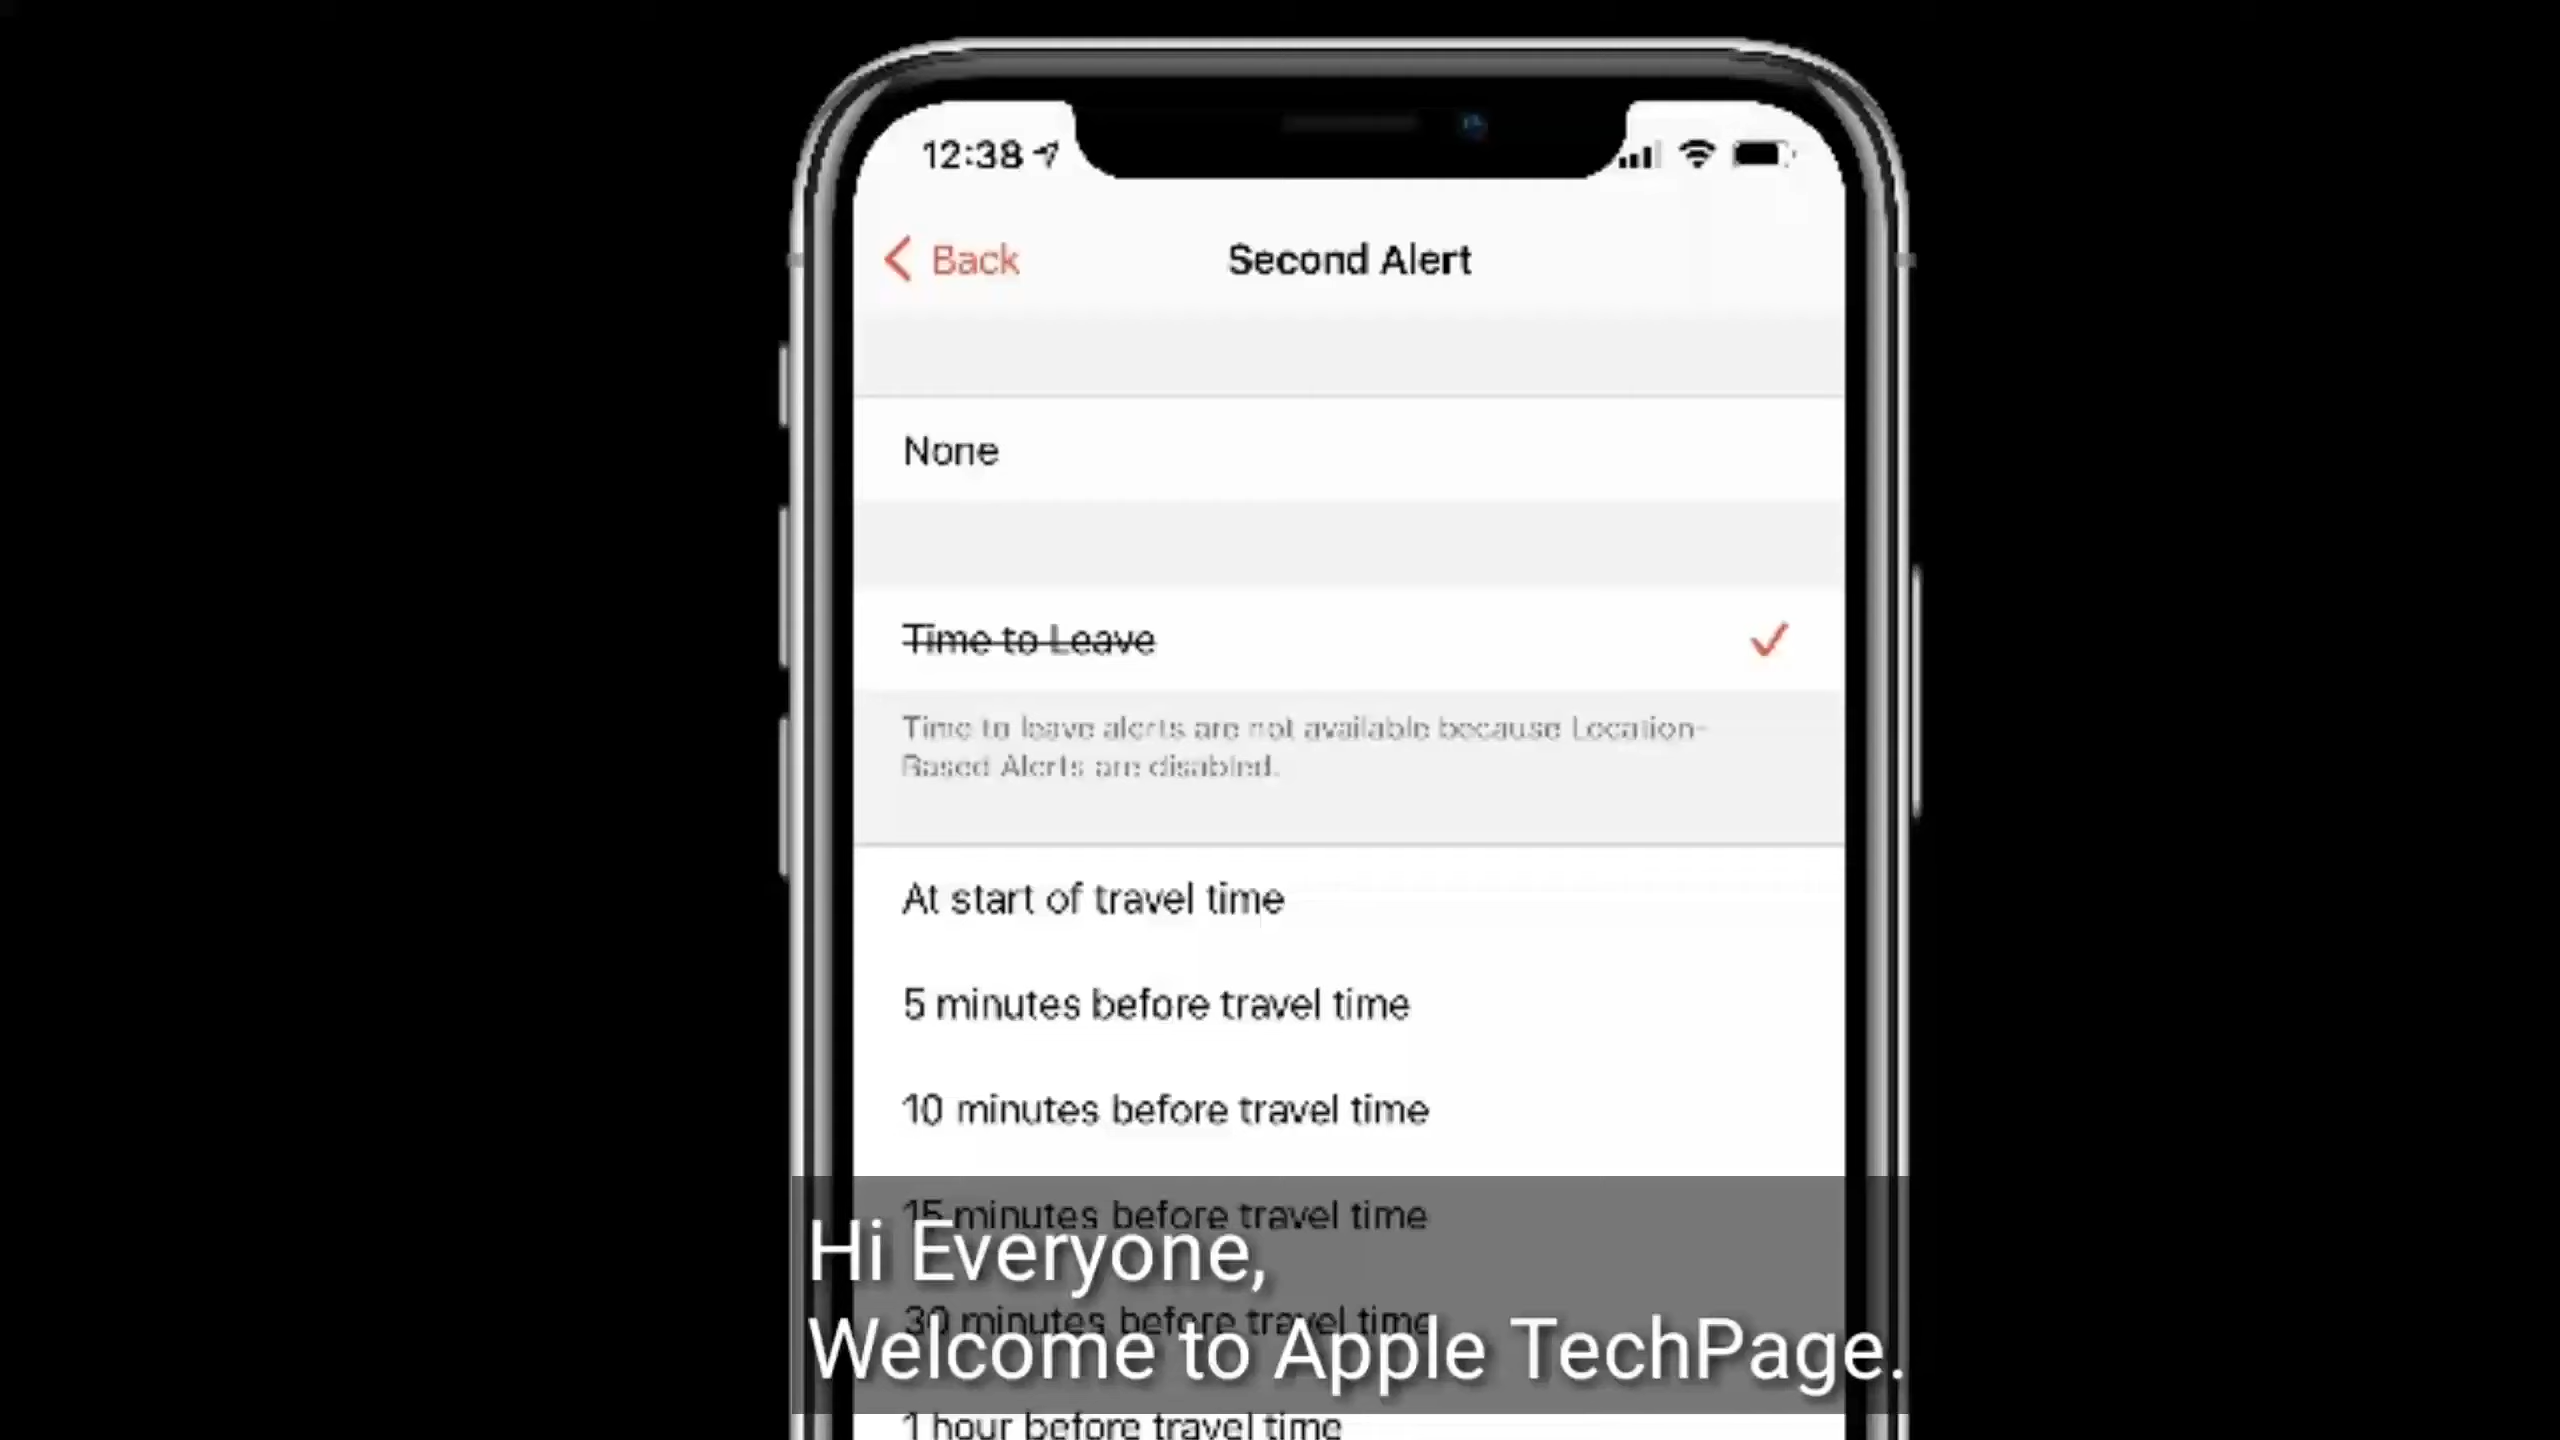 12:38
Back
Second Alert
None
Time to Leave
Time to leave alerts are not available because Location-
Based Alerts are disabled.
At start of travel time
5 minutes before travel time
10 minutes before travel time
15 minutes before travel time
Hi Everyone,
30 minutes before travel time
Welcome to Apple TechPage.
1 hour before travel time